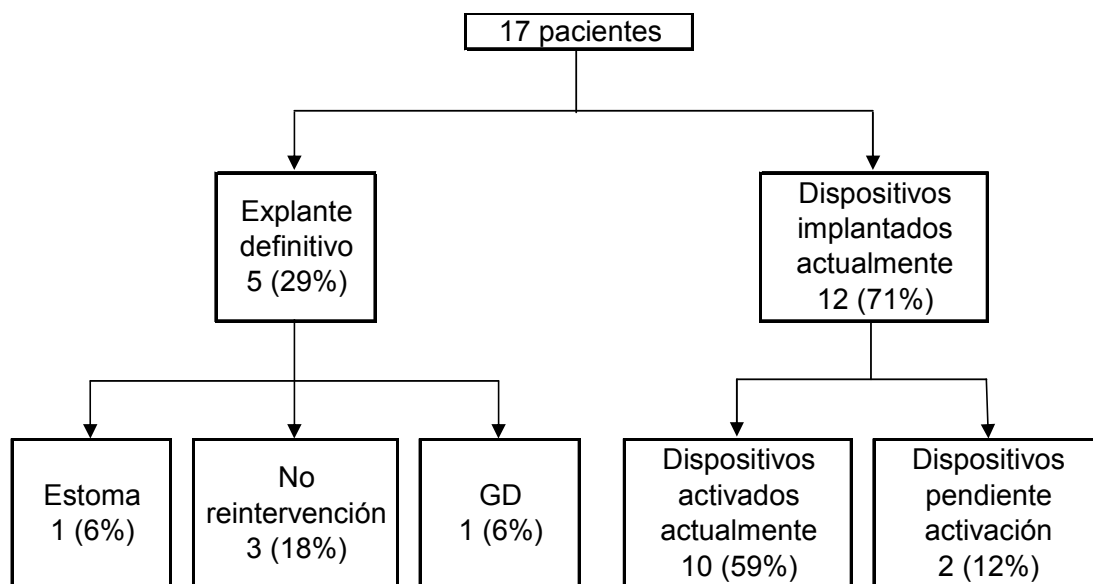 17 pacientes
Explante
definitivo
5 (29%)
Dispositivos
implantados
actualmente
12 (71%)
Estoma
1 (6%)
No
reintervención
3 (18%)
GD
1 (6%)
Dispositivos
activados
actualmente
10 (59%)
Dispositivos
pendiente
activación
2 (12%)